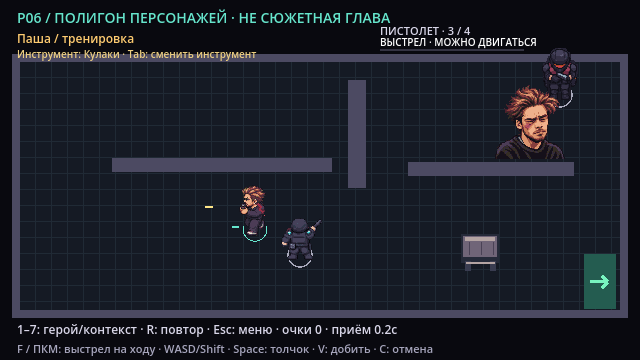 P06 / ПОЛИГОН ПЕРСОНАЖЕЙ · НЕ СЮЖЕТНАЯ ГЛАВА
Паша / тренировка
ПИСТОЛЕТ · 3 / 4
ВЫСТРЕЛ · МОЖНО ДВИГАТЬСЯ
Инструмент: Кулаки · Tab: сменить инструмент
1–7: герой/контекст · R: повтор · Esc: меню · очки 0 · приём 0.2с
F / ПКМ: выстрел на ходу · WASD/Shift · Space: толчок · V: добить · C: отмена